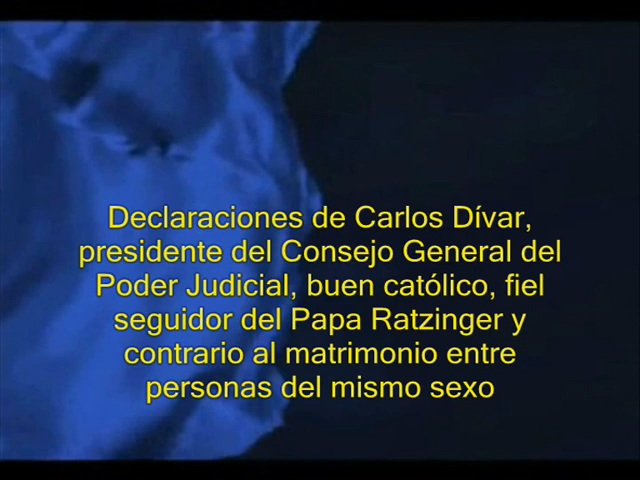 Declaraciones de Carlos Dívar,
presidente del Consejo General del
Poder Judicial, buen católico, fiel
seguidor del Papa Ratzinger y
contrario al matrimonio entre
personas del mismo sexo